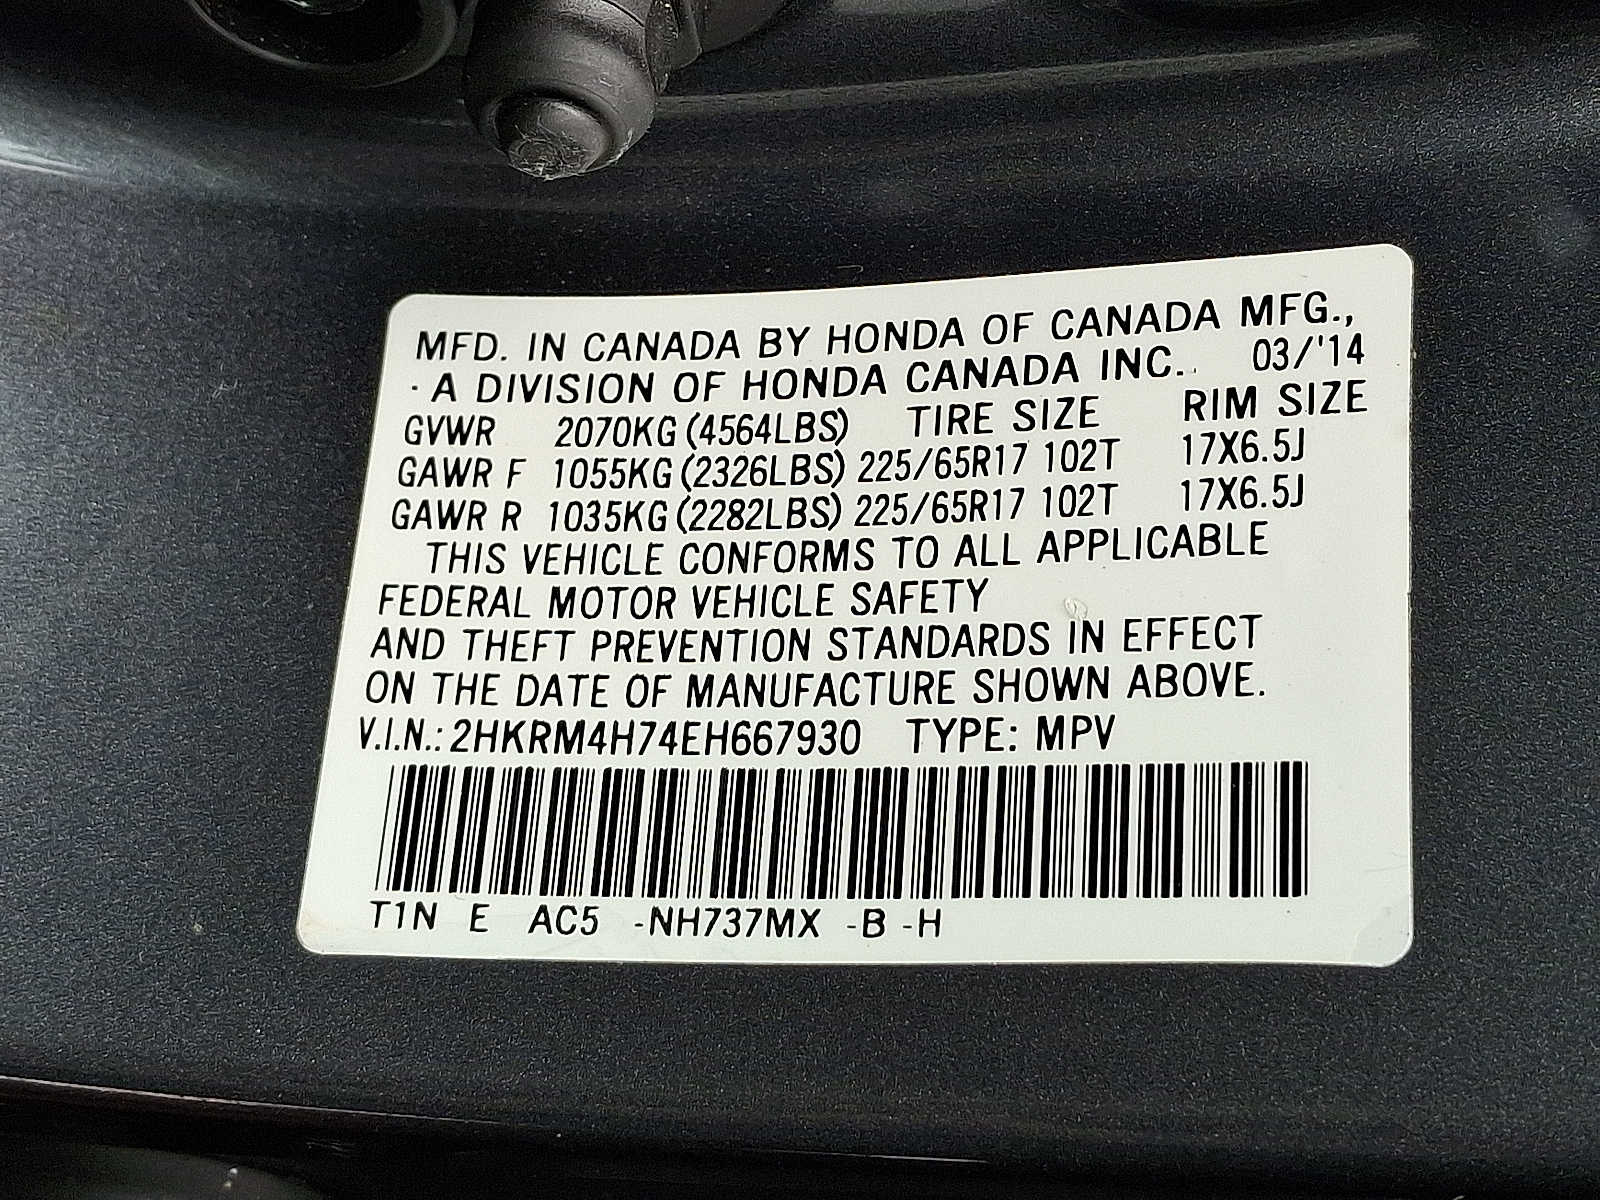 MFD. IN CANADA BY HONDA OF CANADA MFG.,
A DIVISION OF HONDA CANADA INC. 03/'14
GVWR 2070KG (4564LBS) TIRE SIZE RIM SIZE
GAWR F 1055KG (2326LBS) 225/65R17 102T 17X6.5J
GAWR R 1035KG (2282LBS) 225/65R17 102T 17X6.5J
THIS VEHICLE CONFORMS TO ALL APPLICABLE
FEDERAL MOTOR VEHICLE SAFETY
AND THEFT PREVENTION STANDARDS IN EFFECT
ON THE DATE OF MANUFACTURE SHOWN ABOVE.
V.I.N.: 2HKRM4H74EH667930 TYPE: MPV
T1N E AC5 -NH737MX -B -H